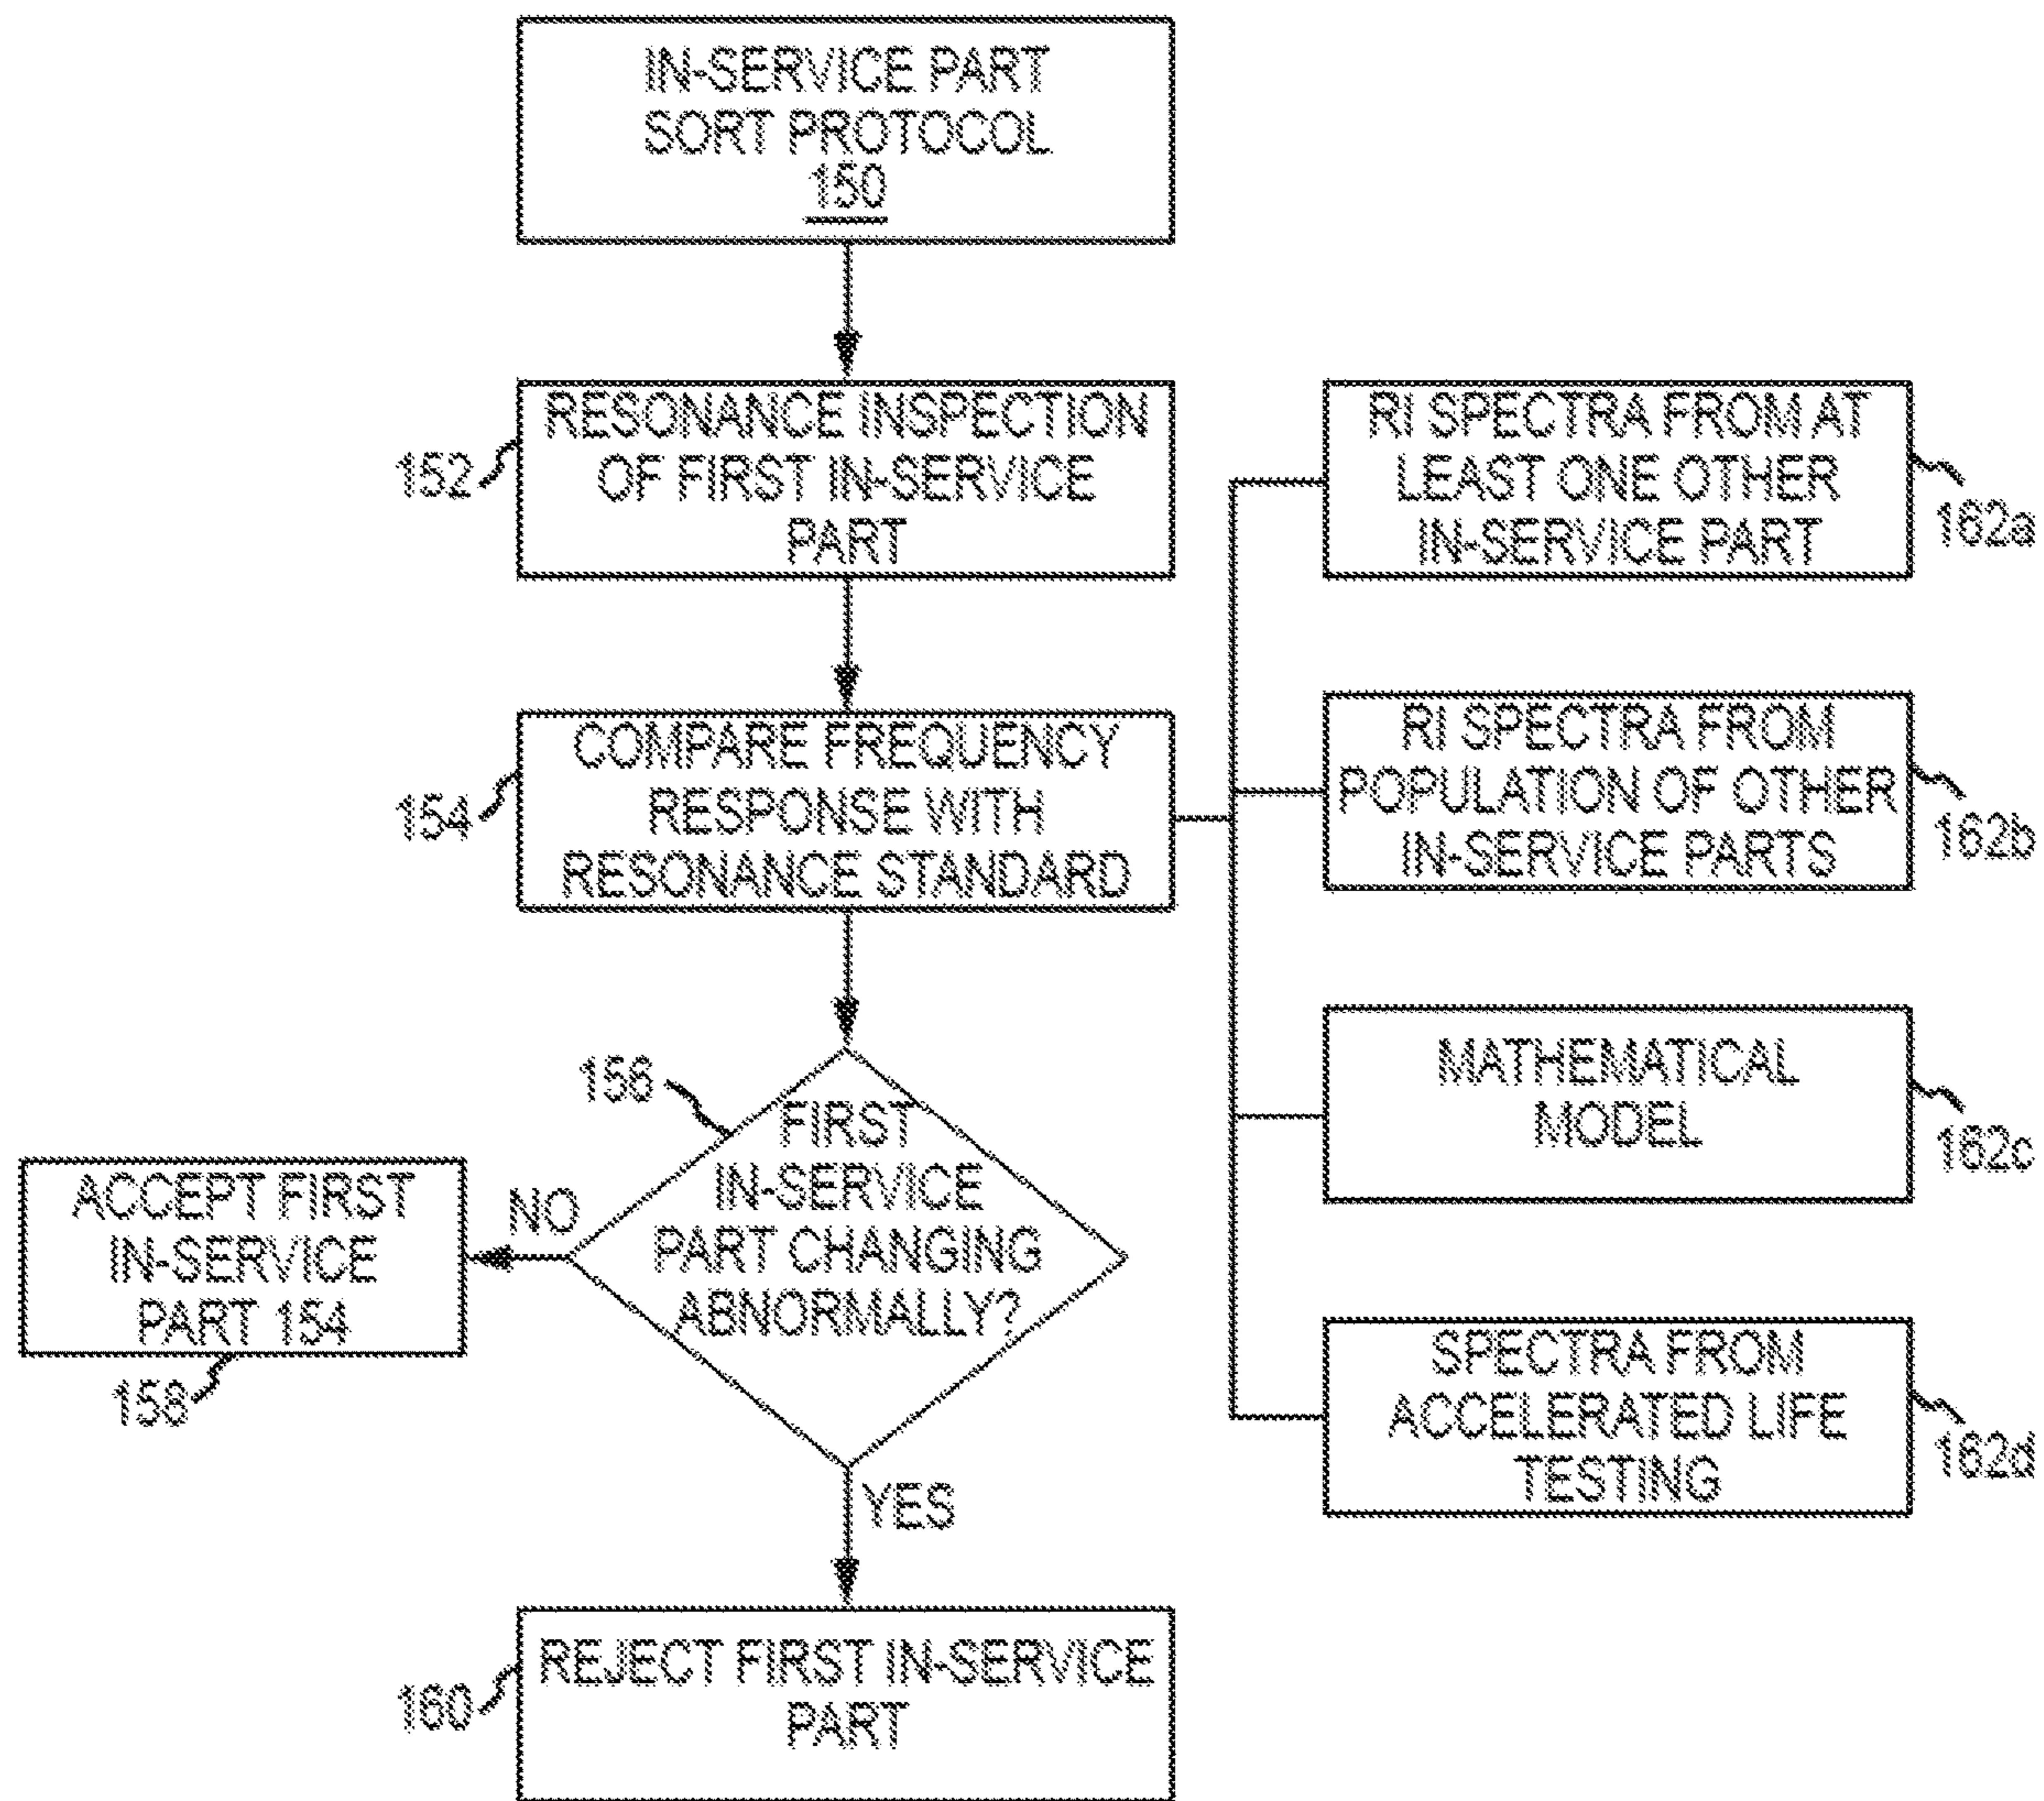 IN-SERVICE PART
SORT PROTOCOL
150
RESONANCE INSPECTION
OF FIRST IN-SERVICE
PART
152
RI SPECTRA FROM AT
LEAST ONE OTHER
IN-SERVICE PART
162a
COMPARE FREQUENCY
RESPONSE WITH
RESONANCE STANDARD
154
RI SPECTRA FROM
POPULATION OF OTHER
IN-SERVICE PARTS
162b
MATHEMATICAL
MODEL
162c
156
FIRST
IN-SERVICE
PART CHANGING
ABNORMALLY?
NO
ACCEPT FIRST
IN-SERVICE
PART 154
158
SPECTRA FROM
ACCELERATED LIFE
TESTING
162d
YES
REJECT FIRST IN-SERVICE
PART
160